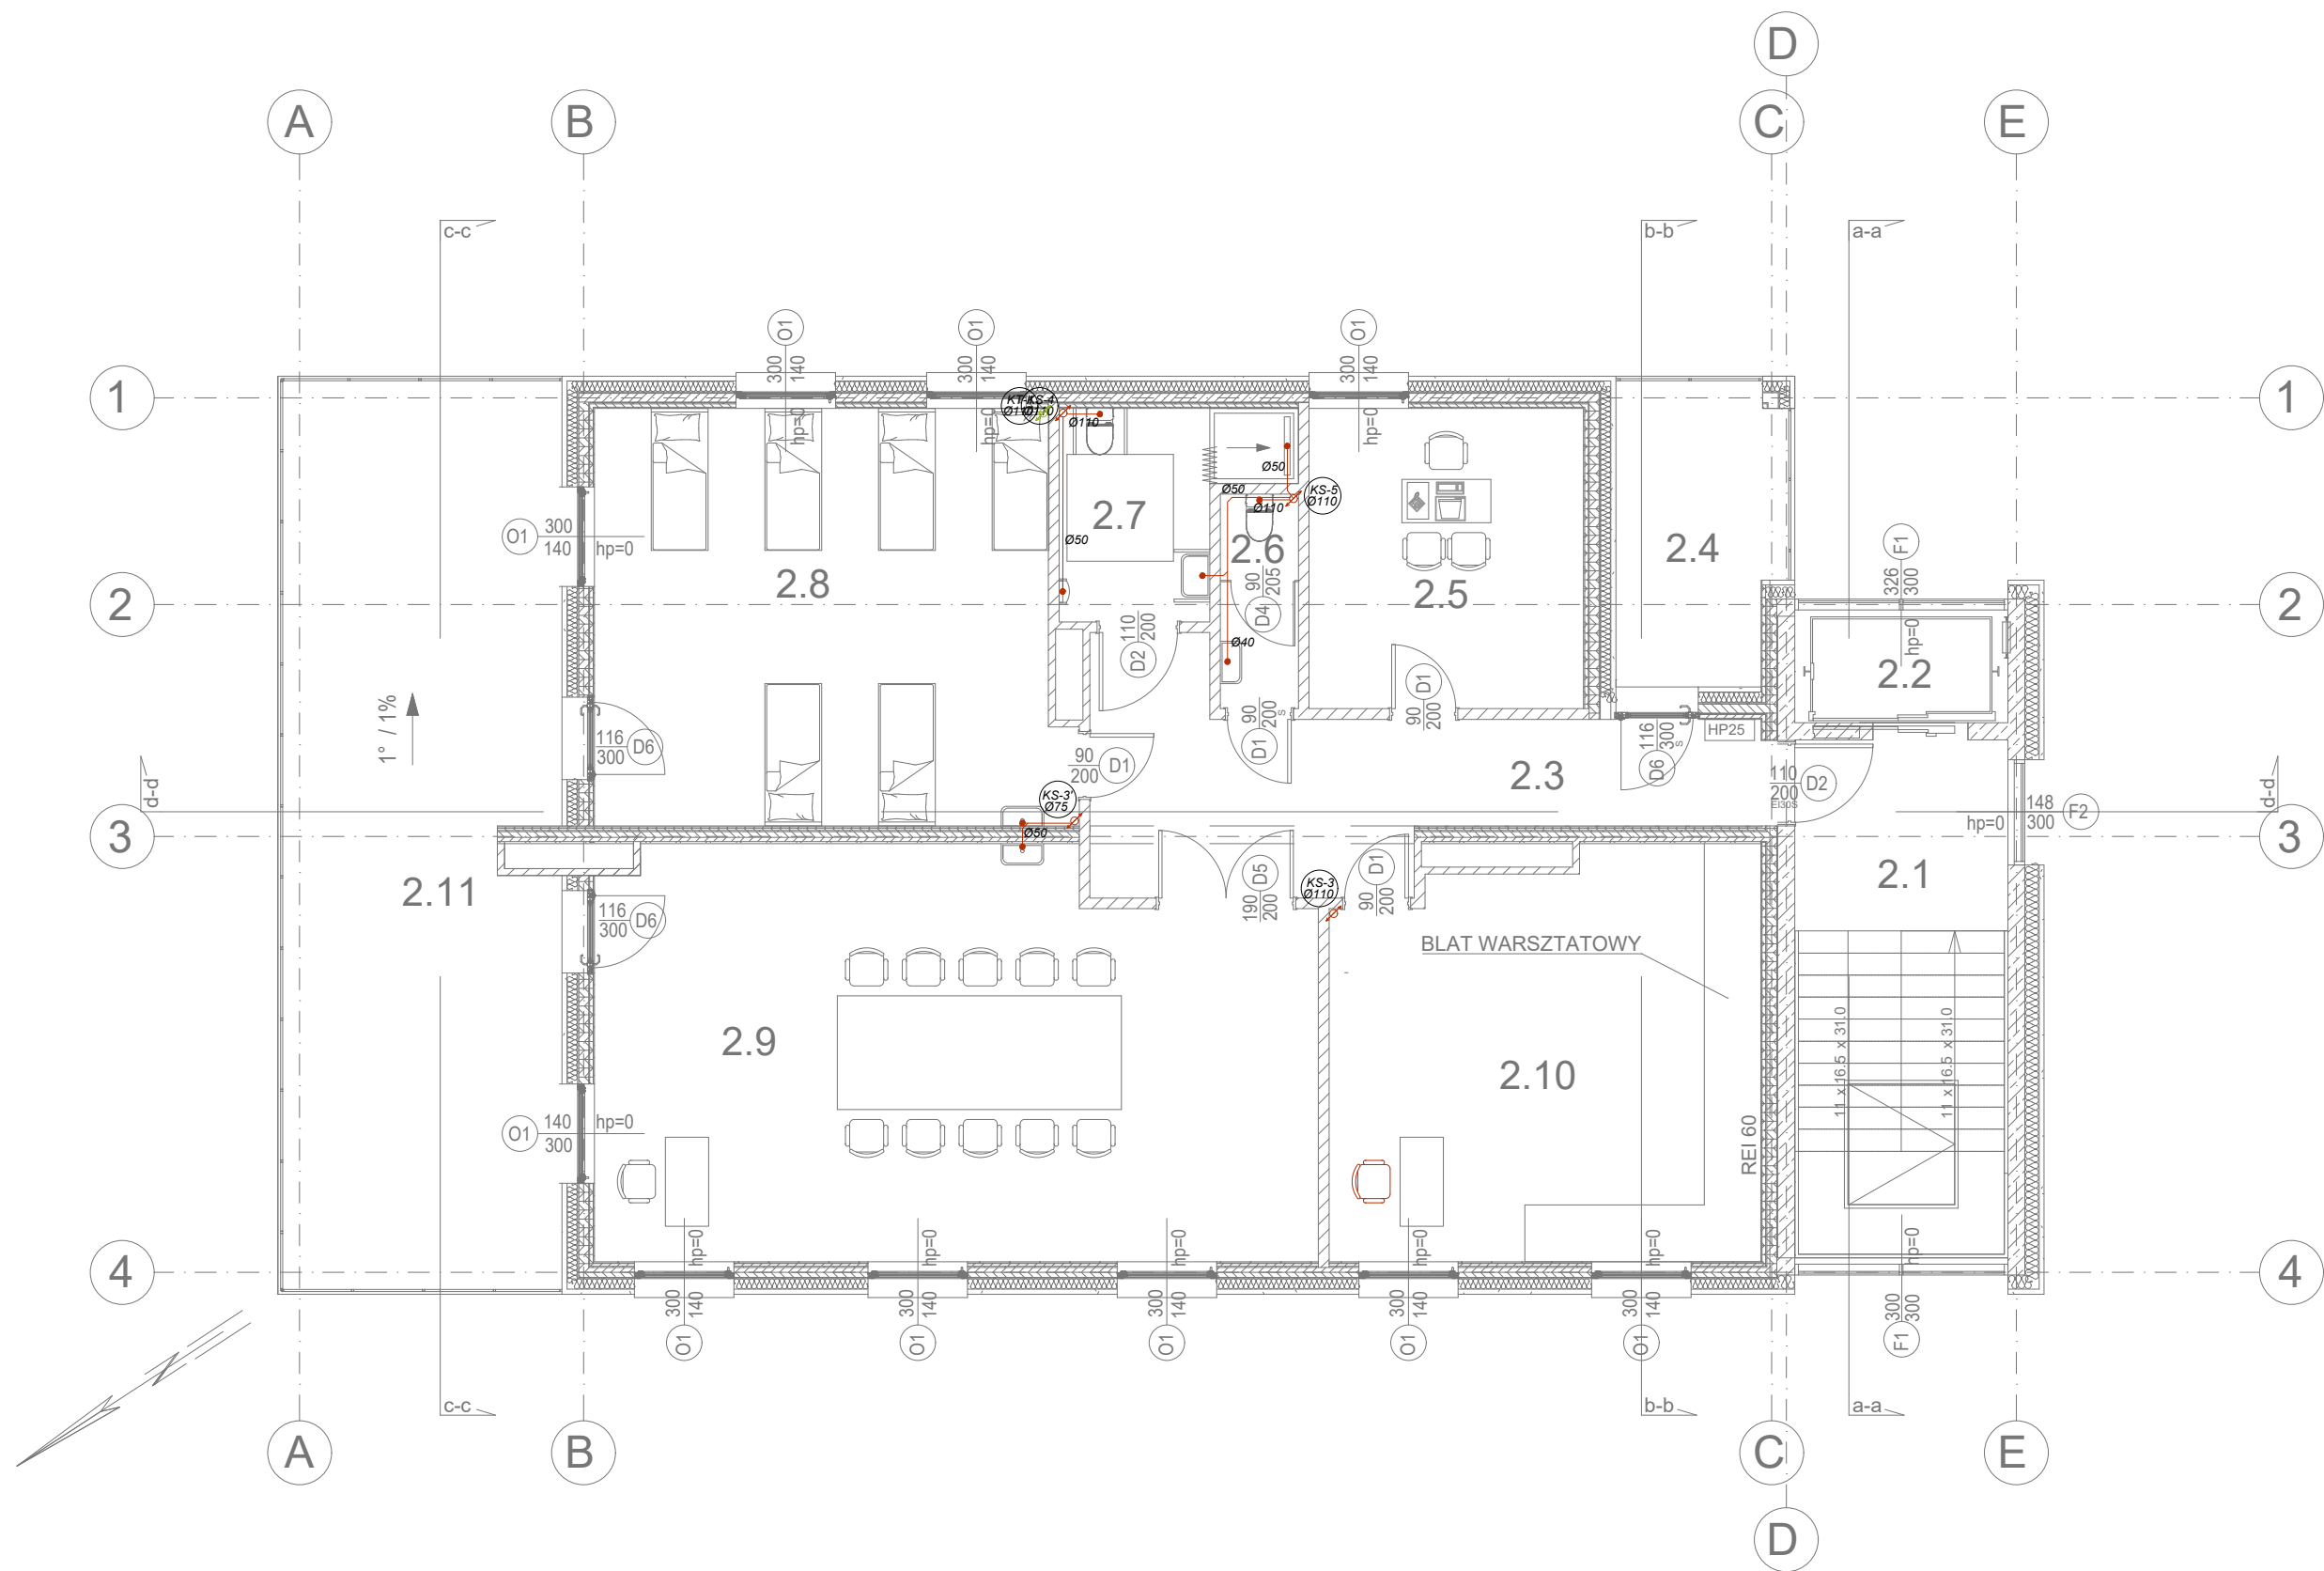 D
A
B
C
E
c-c
b-b
a-a
O1
300
140
hp=0
O1
300
140
hp=0
O1
300
140
hp=0
1
1
KS-4
Ø110
Ø110
Ø50
Ø50
KS-5
Ø110
Ø110
2.7
O1
300
140
hp=0
Ø50
2.6
2.4
F1
326
300
hp=0
2.8
2.5
90
205
D4
2
2
110
200
D2
Ø40
2.2
D1
90
200
90
200
S
D1
1° / 1%
116
300
D6
90
200
D1
HP25
116
300
S
D6
2.3
110
200
EI30S
D2
d-d
d-d
KS-3'
Ø75
Ø50
148
300
F2
hp=0
3
3
2.11
D5
190
200
KS-3
Ø110
D1
90
200
2.1
116
300
D6
BLAT WARSZTATOWY
2.9
2.10
11 x 16.5 x 31.0
11 x 16.5 x 31.0
O1
140
300
hp=0
REI 60
4
4
hp=0
300
140
O1
hp=0
300
140
O1
hp=0
300
140
O1
hp=0
300
140
O1
hp=0
300
140
O1
hp=0
300
300
F1
c-c
b-b
a-a
A
B
C
E
D